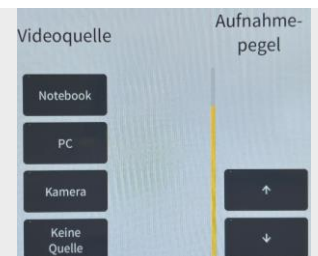 Videoquelle
Aufnahme-
pegel
Notebook
PC
Kamera
Keine
Quelle